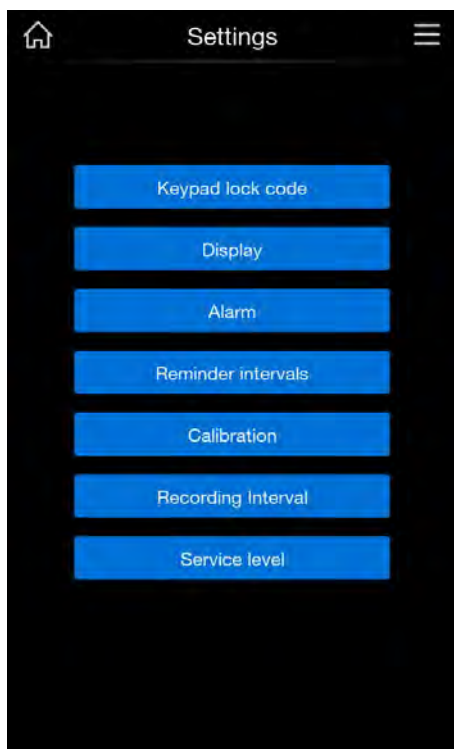 Settings
Keypad lock code
Display
Alarm
Reminder intervals
Calibration
Recording Interval
Service level